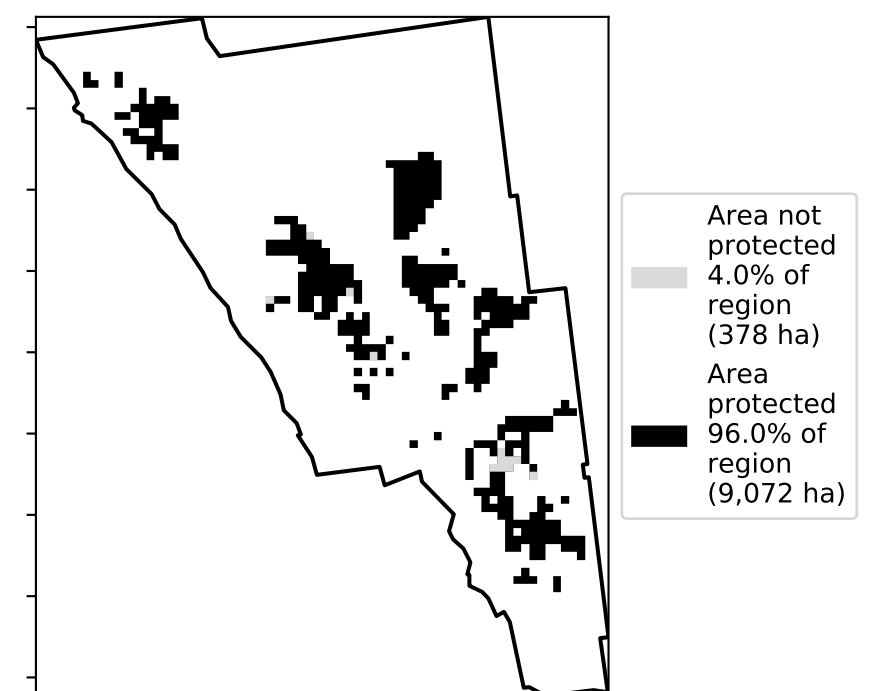 Area not
protected
4.0% of
region
(378 ha)
Area
protected
96.0% of
region
(9,072 ha)